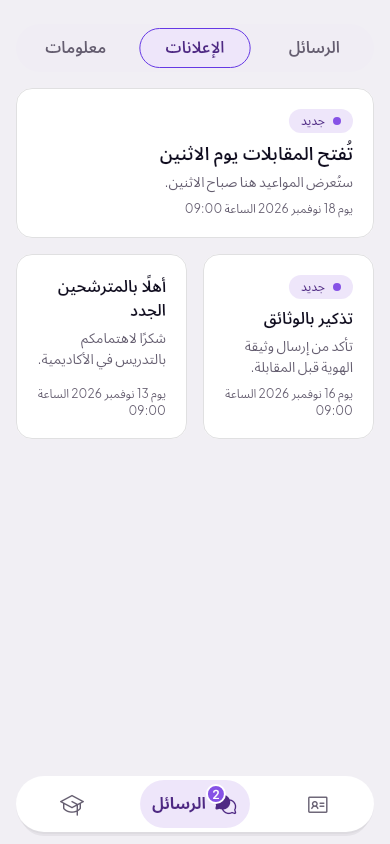 الرسائل
الإعلانات
معلومات
جديد
تُفتح المقابلات يوم الاثنين
ستُعرض المواعيد هنا صباح الاثنين.
يوم 18 نوفمبر 2026 الساعة 09:00
جديد
تذكير بالوثائق
تأكد من إرسال وثيقة
الهوية قبل المقابلة.
يوم 16 نوفمبر 2026 الساعة
09:00
أهلًا بالمترشحين
الجدد
شكرًا لاهتمامكم
بالتدريس في الأكاديمية.
يوم 13 نوفمبر 2026 الساعة
09:00
2
الرسائل